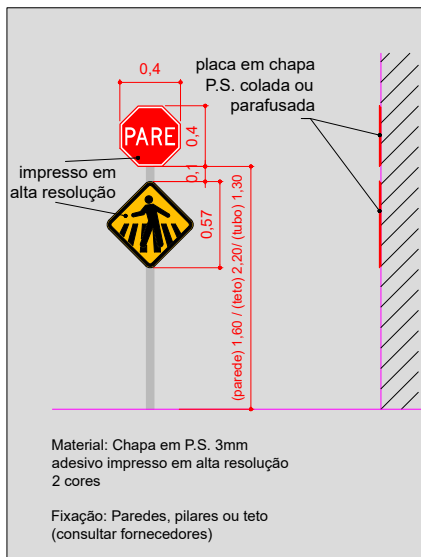 0,4
placa em chapa
P.S. colada ou
parafusada
PARE
0,4
impresso em
alta resolução
0,1
0,57
(parede) 1,60 / (teto) 2,20/ (tubo) 1,30
Material: Chapa em P.S. 3mm
adesivo impresso em alta resolução
2 cores
Fixação: Paredes, pilares ou teto
(consultar fornecedores)